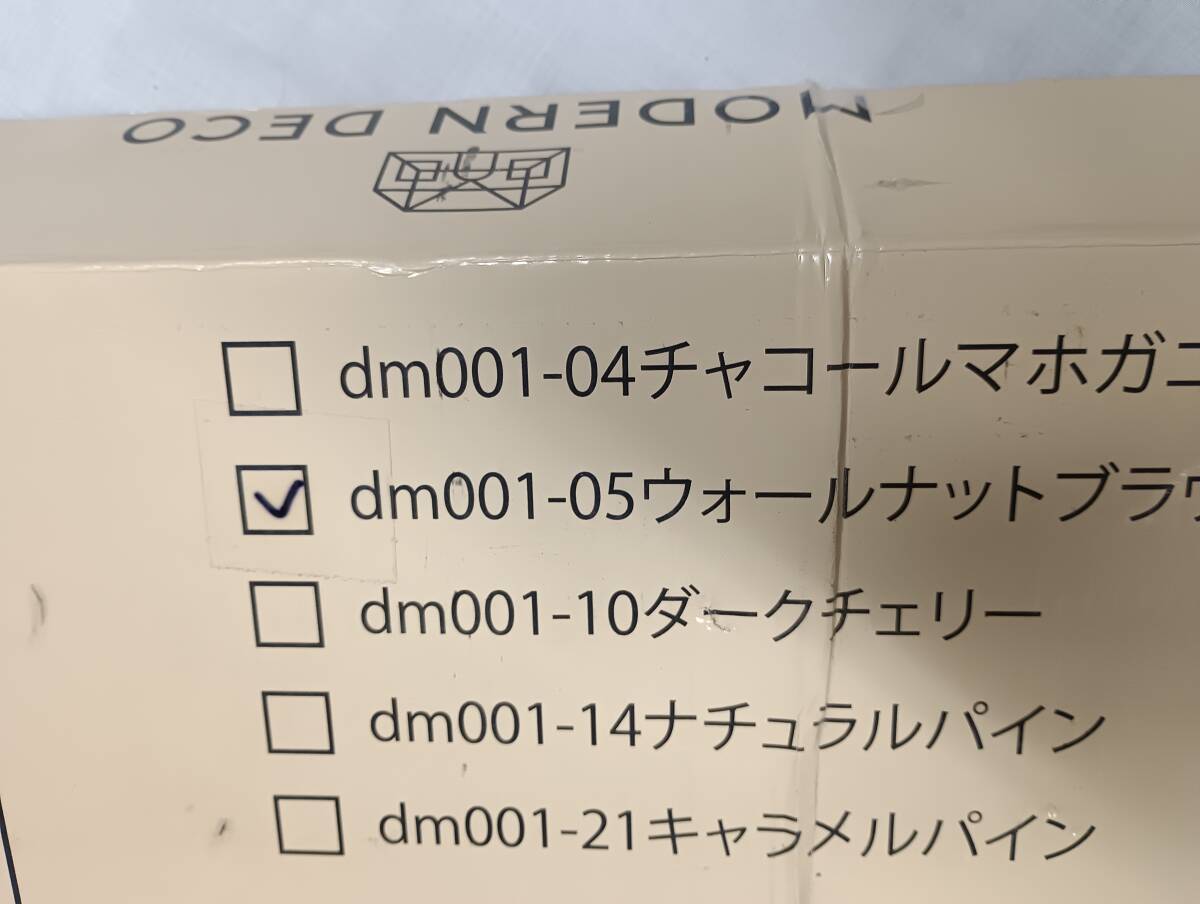 MODERN DECO
dm001-04チャコールマホガニ
dm001-05ウォールナットブラウ
dm001-10ダークチェリー
dm001-14ナチュラルパイン
dm001-21キャラメルパイン